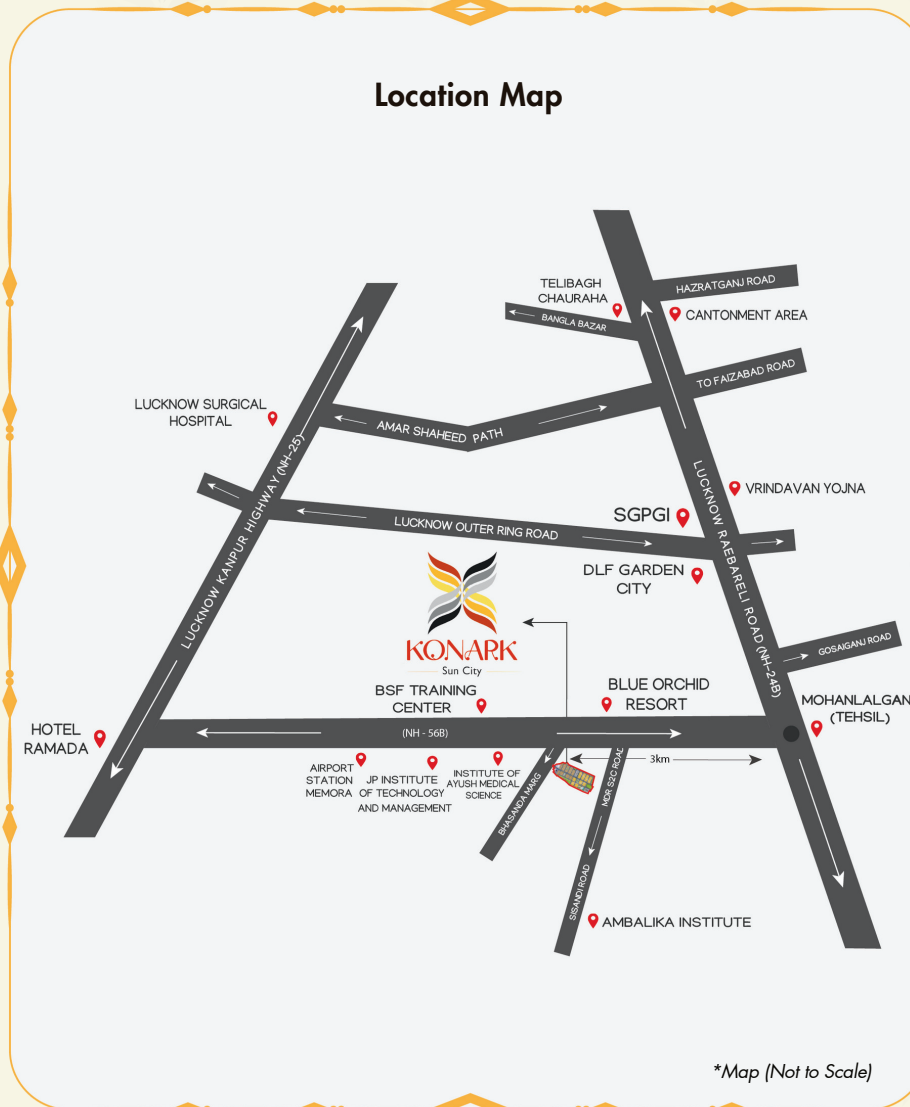 Location Map
HAZRATGANJ ROAD
TELIBAGH
CHAURAHA
BANGLA BAZAR
CANTONMENT AREA
TO FAIZABAD ROAD
LUCKNOW SURGICAL
HOSPITAL
AMAR SHAHEED PATH
LUCKNOW KANPUR HIGHWAY (NH-25)
LUCKNOW RAEBARELI ROAD (NH-24B)
VRINDAVAN YOJNA
SGPGI
LUCKNOW OUTER RING ROAD
DLF GARDEN
CITY
KONARK
Sun City
GOSAIGANJ ROAD
BSF TRAINING
CENTER
BLUE ORCHID
RESORT
MOHANLALGAN
(TEHSIL)
HOTEL
RAMADA
(NH - 56B)
3km
AIRPORT
STATION
MEMORA
JP INSTITUTE
OF TECHNOLOGY
AND MANAGEMENT
INSTITUTE OF
AYUSH MEDICAL
SCIENCE
BHASANDA MARG
MDR S2C ROAD
SISANDI ROAD
AMBALIKA INSTITUTE
*Map (Not to Scale)